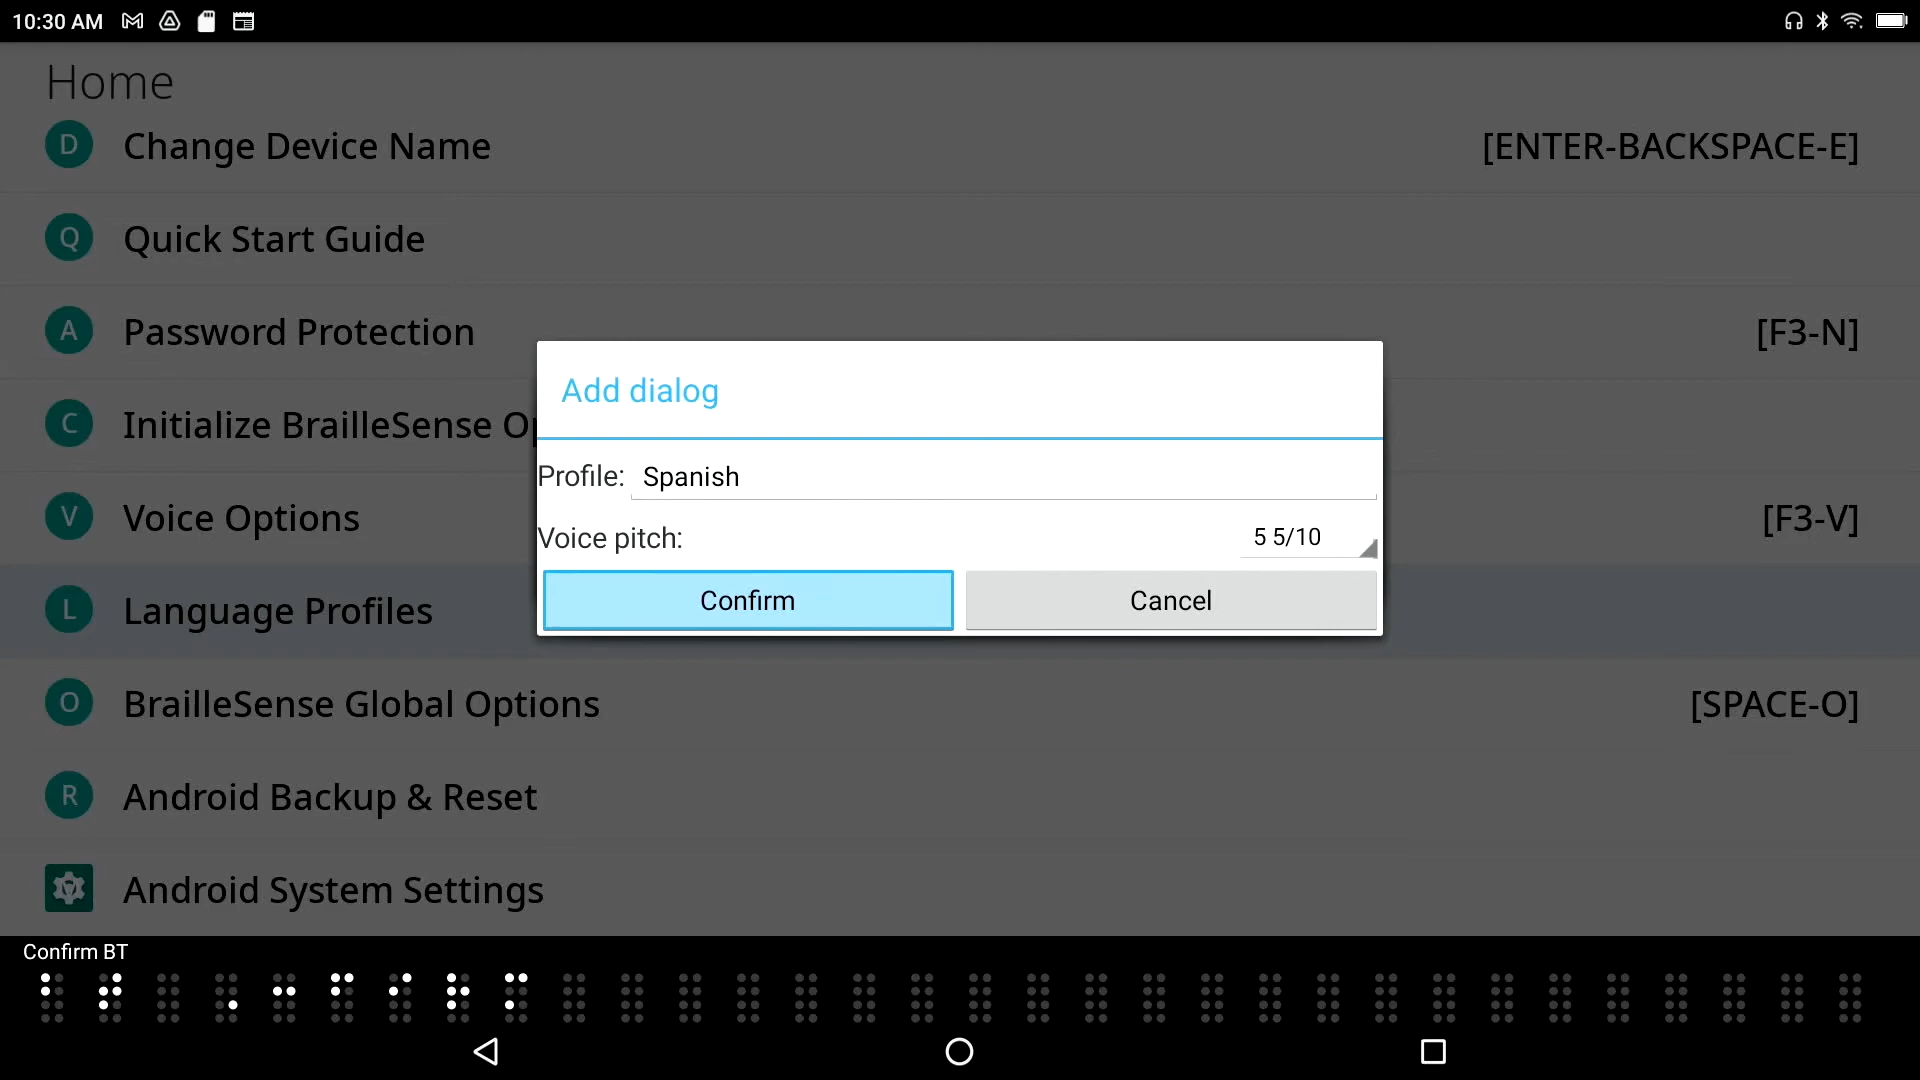 10:30 AM
Home
D Change Device Name [ENTER-BACKSPACE-E]
Q Quick Start Guide
A Password Protection [F3-N]
C Initialize BrailleSense
V Voice Options [F3-V]
L Language Profiles
O BrailleSense Global Options [SPACE-O]
R Android Backup & Reset
Android System Settings
Add dialog
Profile: Spanish
Voice pitch: 5 5/10
Confirm Cancel
Confirm BT